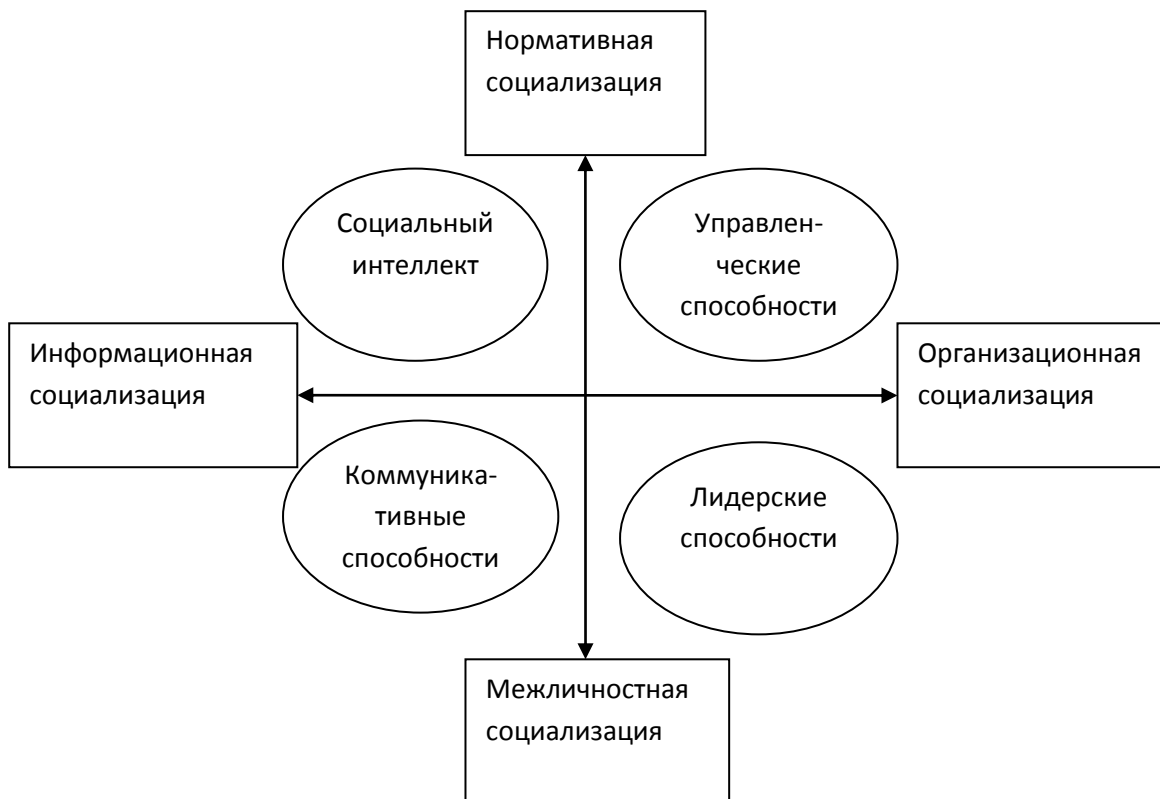 Нормативная
социализация
Социальный
интеллект
Управлен-
ческие
способности
Информационная
социализация
Организационная
социализация
Коммуника-
тивные
способности
Лидерские
способности
Межличностная
социализация